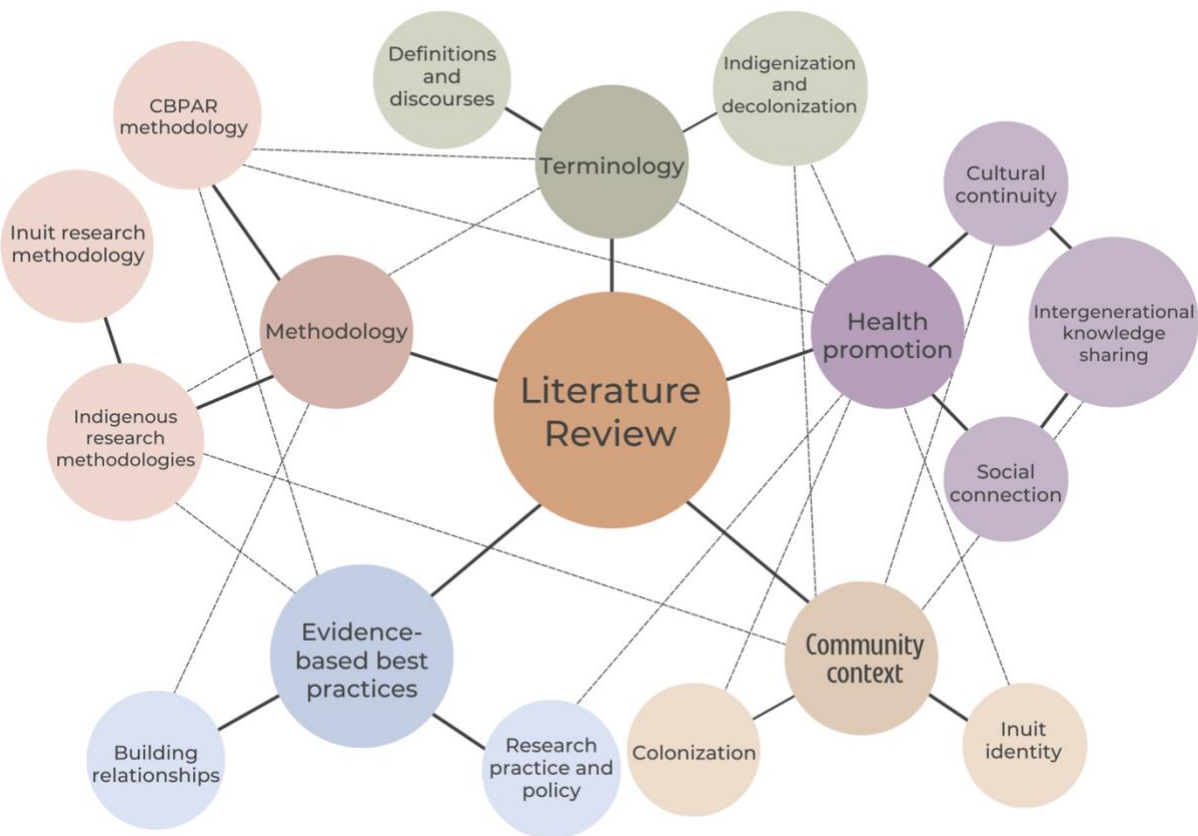 Definitions
and
discourses
Indigenization
and
decolonization
CBPAR
methodology
Terminology
Cultural
continuity
Inuit research
methodology
Methodology
Health
promotion
Intergenerational
knowledge
sharing
Literature
Review
Indigenous
research
methodologies
Social
connection
Evidence-
based best
practices
Community
context
Building
relationships
Research
practice and
policy
Colonization
Inuit
identity